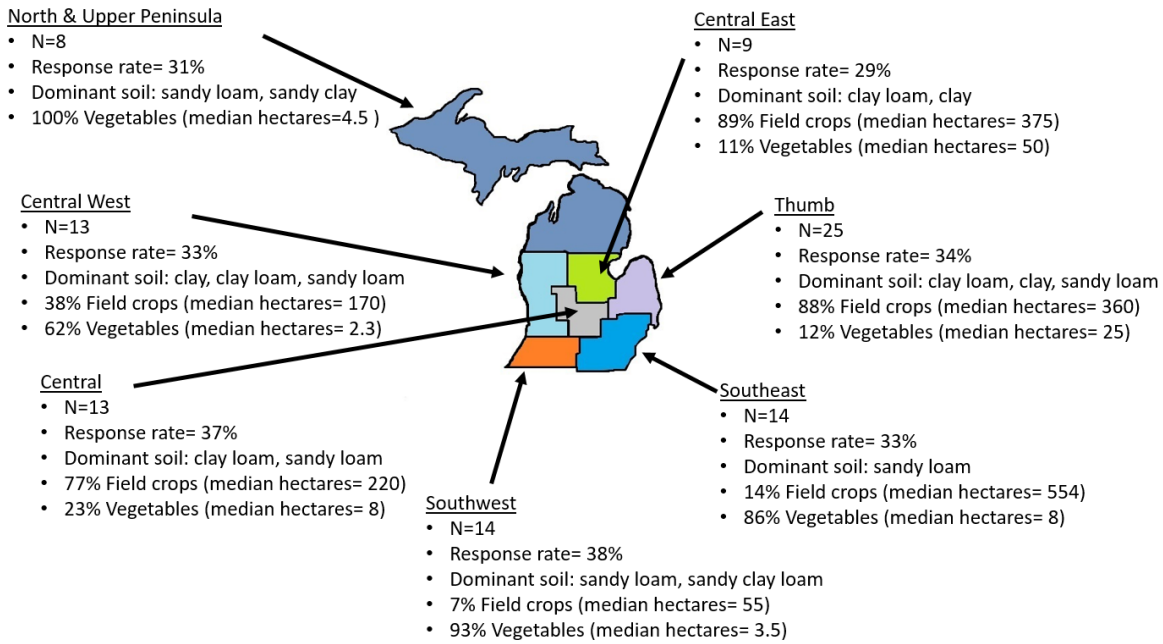 North & Upper Peninsula
• N=8
• Response rate= 31%
• Dominant soil: sandy loam, sandy clay
• 100% Vegetables (median hectares=4.5 )
Central East
• N=9
• Response rate= 29%
• Dominant soil: clay loam, clay
• 89% Field crops (median hectares= 375)
• 11% Vegetables (median hectares= 50)
Central West
• N=13
• Response rate= 33%
• Dominant soil: clay, clay loam, sandy loam
• 38% Field crops (median hectares= 170)
• 62% Vegetables (median hectares= 2.3)
Thumb
• N=25
• Response rate= 34%
• Dominant soil: clay loam, clay, sandy loam
• 88% Field crops (median hectares= 360)
• 12% Vegetables (median hectares= 25)
Central
• N=13
• Response rate= 37%
• Dominant soil: clay loam, sandy loam
• 77% Field crops (median hectares= 220)
• 23% Vegetables (median hectares= 8)
Southeast
• N=14
• Response rate= 33%
• Dominant soil: sandy loam
• 14% Field crops (median hectares= 554)
• 86% Vegetables (median hectares= 8)
Southwest
• N=14
• Response rate= 38%
• Dominant soil: sandy loam, sandy clay loam
• 7% Field crops (median hectares= 55)
• 93% Vegetables (median hectares= 3.5)